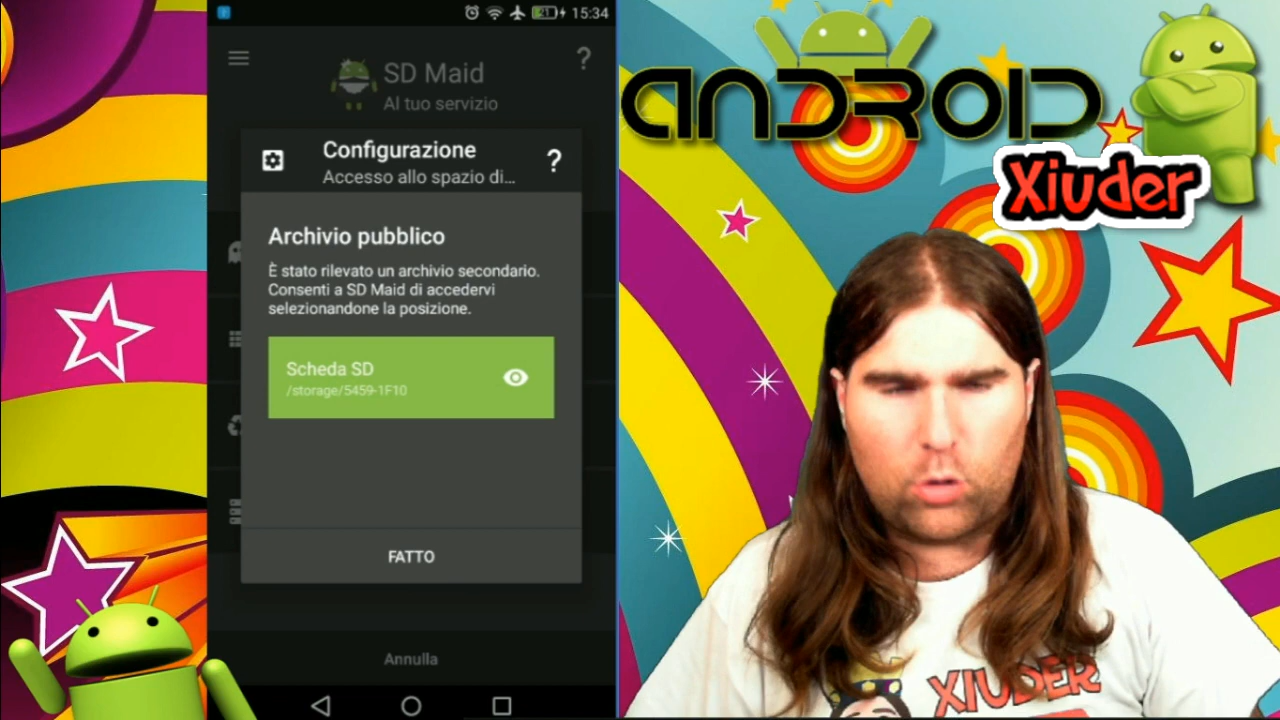 15:34
SD Maid
?
Al tuo servizio
Configurazione
?
Accesso allo spazio di...
Archivio pubblico
È stato rilevato un archivio secondario.
Consenti a SD Maid di accedervi
selezionandone la posizione.
Scheda SD
/storage/5459-1F10
FATTO
Annulla
ANDROID
Xiuder
XIUDER